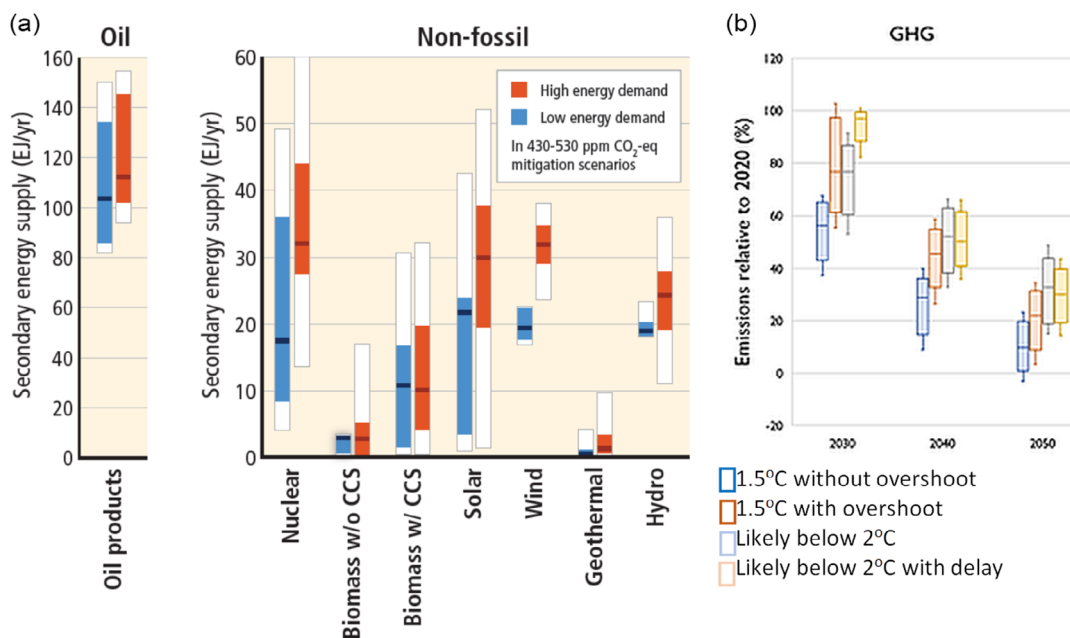 (a)
Oil
Secondary energy supply (EJ/yr)
160
140
120
100
80
60
40
20
0
Oil products
Non-fossil
Secondary energy supply (EJ/yr)
60
50
40
30
20
10
0
High energy demand
Low energy demand
In 430-530 ppm CO₂-eq
mitigation scenarios
Nuclear
Biomass w/o CCS
Biomass w/ CCS
Solar
Wind
Geothermal
Hydro
(b)
GHG
Emissions relative to 2020 (%)
120
100
80
60
40
20
0
-20
2030
2040
2050
1.5ºC without overshoot
1.5ºC with overshoot
Likely below 2ºC
Likely below 2ºC with delay